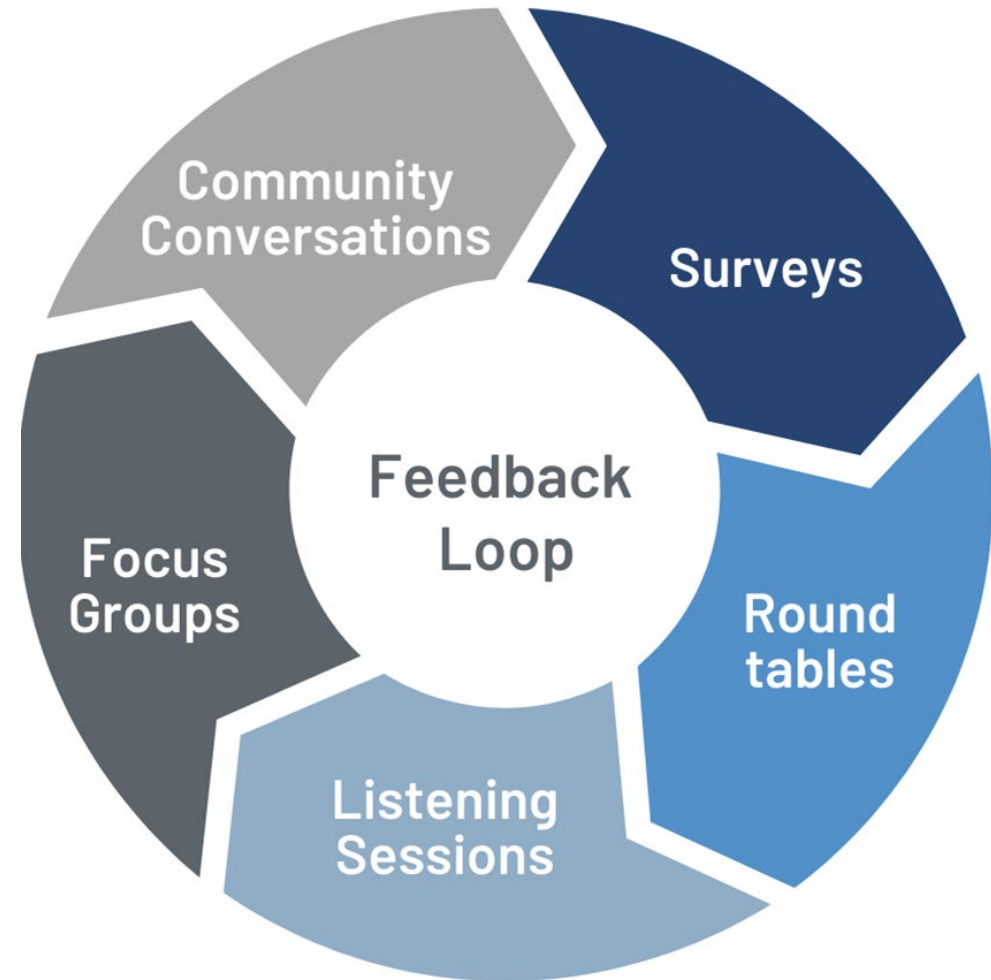 Community
Conversations
Surveys
Feedback
Loop
Focus
Groups
Round
tables
Listening
Sessions